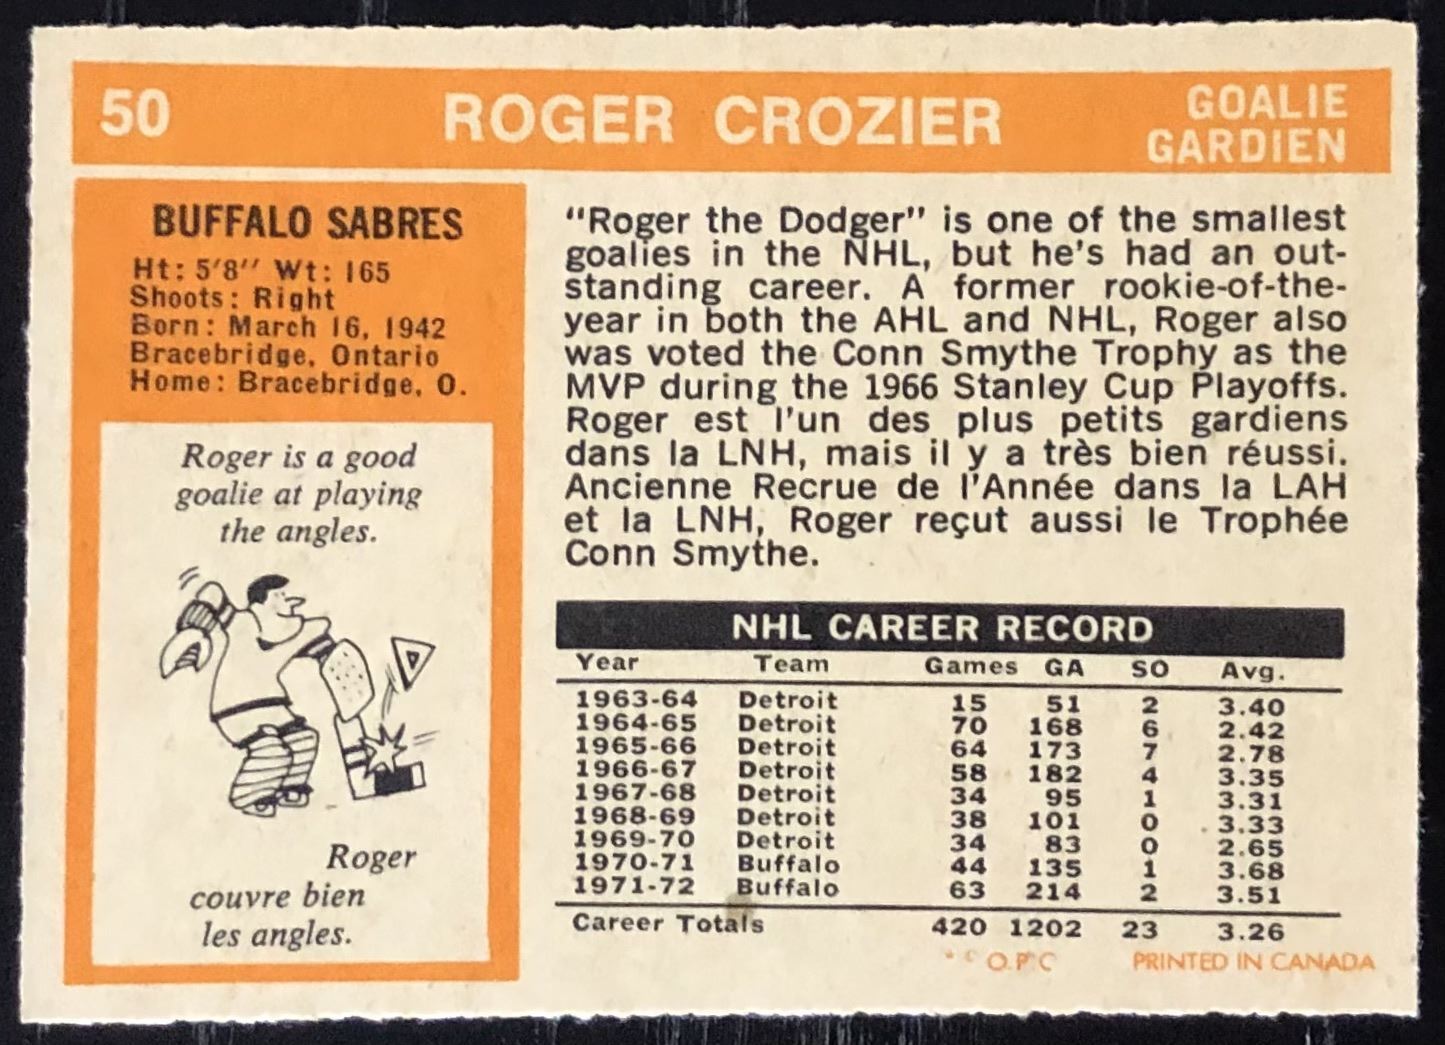 50
ROGER CROZIER
GOALIE
GARDIEN
BUFFALO SABRES
Ht: 5'8" Wt: 165
Shoots: Right
Born: March 16, 1942
Bracebridge, Ontario
Home: Bracebridge, O.
Roger is a good
goalie at playing
the angles.
Roger
couvre bien
les angles.
"Roger the Dodger" is one of the smallest
goalies in the NHL, but he's had an out-
standing career. A former rookie-of-the-
year in both the AHL and NHL, Roger also
was voted the Conn Smythe Trophy as the
MVP during the 1966 Stanley Cup Playoffs.
Roger est l'un des plus petits gardiens
dans la LNH, mais il y a très bien réussi.
Ancienne Recrue de l'Année dans la LAH
et la LNH, Roger reçut aussi le Trophée
Conn Smythe.
NHL CAREER RECORD
Year Team Games GA SO Avg.
1963-64 Detroit 15 51 2 3.40
1964-65 Detroit 70 168 6 2.42
1965-66 Detroit 64 173 7 2.78
1966-67 Detroit 58 182 4 3.35
1967-68 Detroit 34 95 1 3.31
1968-69 Detroit 38 101 0 3.33
1969-70 Detroit 34 83 0 2.65
1970-71 Buffalo 44 135 1 3.68
1971-72 Buffalo 63 214 2 3.51
Career Totals 420 1202 23 3.26
* © O.P.C. PRINTED IN CANADA